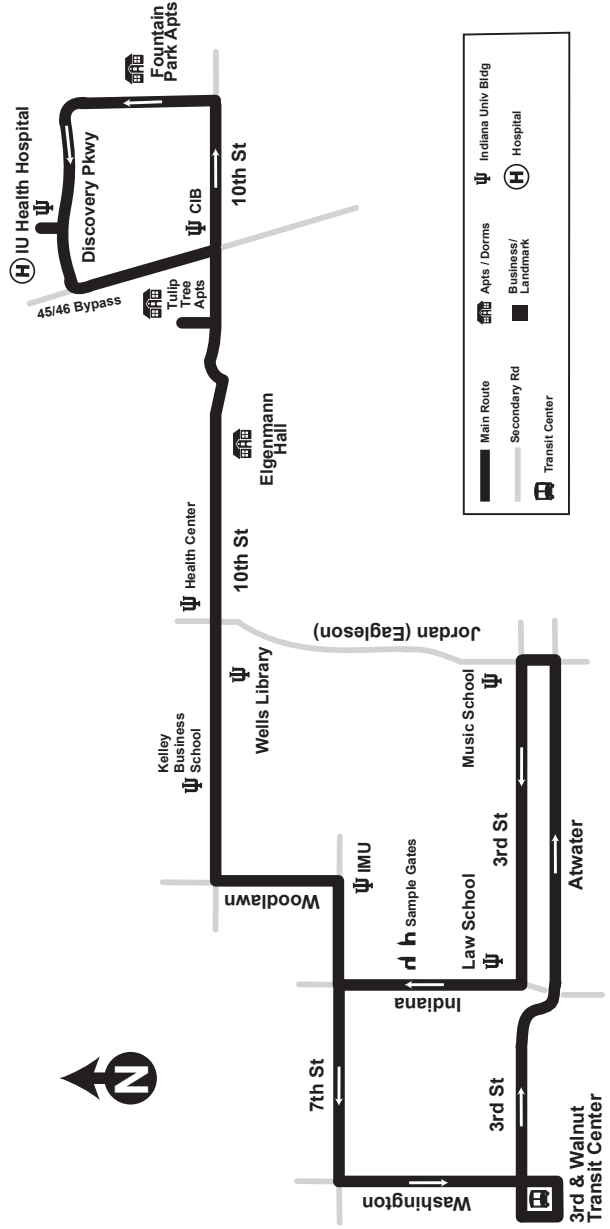 H IU Health Hospital
Fountain
Park Apts
Discovery Pkwy
45/46 Bypass
CIB
10th St
Tulip
Tree
Apts
EIgenmann
Hall
Health Center
10th St
Jordan (Eagleson)
Wells Library
Kelley
Business
School
Woodlawn
IMU
Sample Gates
Law School
Music School
3rd St
Atwater
Indiana
7th St
3rd St
Washington
3rd & Walnut
Transit Center
N
Main Route
Secondary Rd
Transit Center
Apts / Dorms
Business/
Landmark
Indiana Univ Bldg
H Hospital